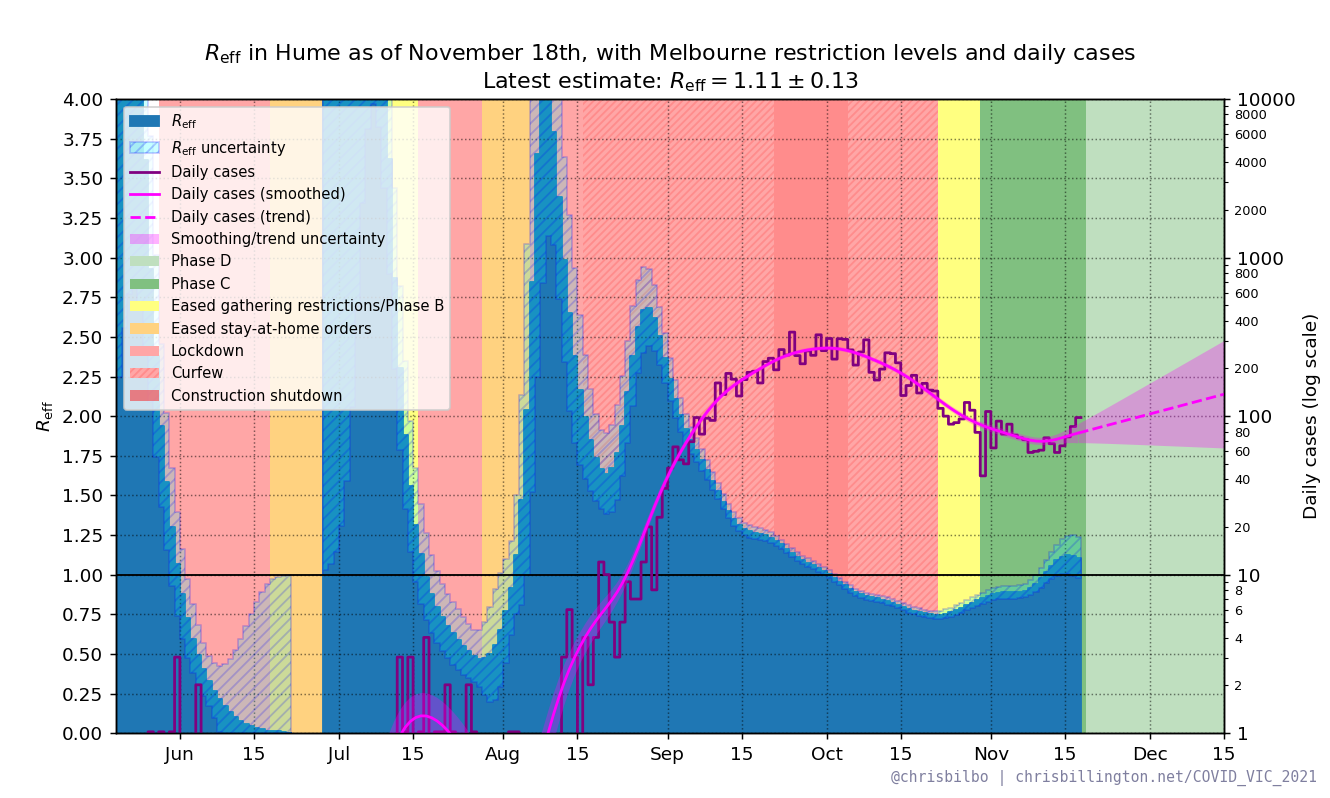 Reff in Hume as of November 18th, with Melbourne restriction levels and daily cases
Latest estimate: Reff = 1.11 ± 0.13
4.00
3.75
3.50
3.25
3.00
2.75
2.50
2.25
2.00
1.75
1.50
1.25
1.00
0.75
0.50
0.25
0.00
Reff
Reff
Reff uncertainty
Daily cases
Daily cases (smoothed)
Daily cases (trend)
Smoothing/trend uncertainty
Phase D
Phase C
Eased gathering restrictions/Phase B
Eased stay-at-home orders
Lockdown
Curfew
Construction shutdown
10000
8000
6000
4000
2000
1000
800
600
400
200
100
80
60
40
20
10
8
6
4
2
1
Daily cases (log scale)
Jun 15 Jul 15 Aug 15 Sep 15 Oct 15 Nov 15 Dec 15
@chrisbilbo | chrisbillington.net/COVID_VIC_2021